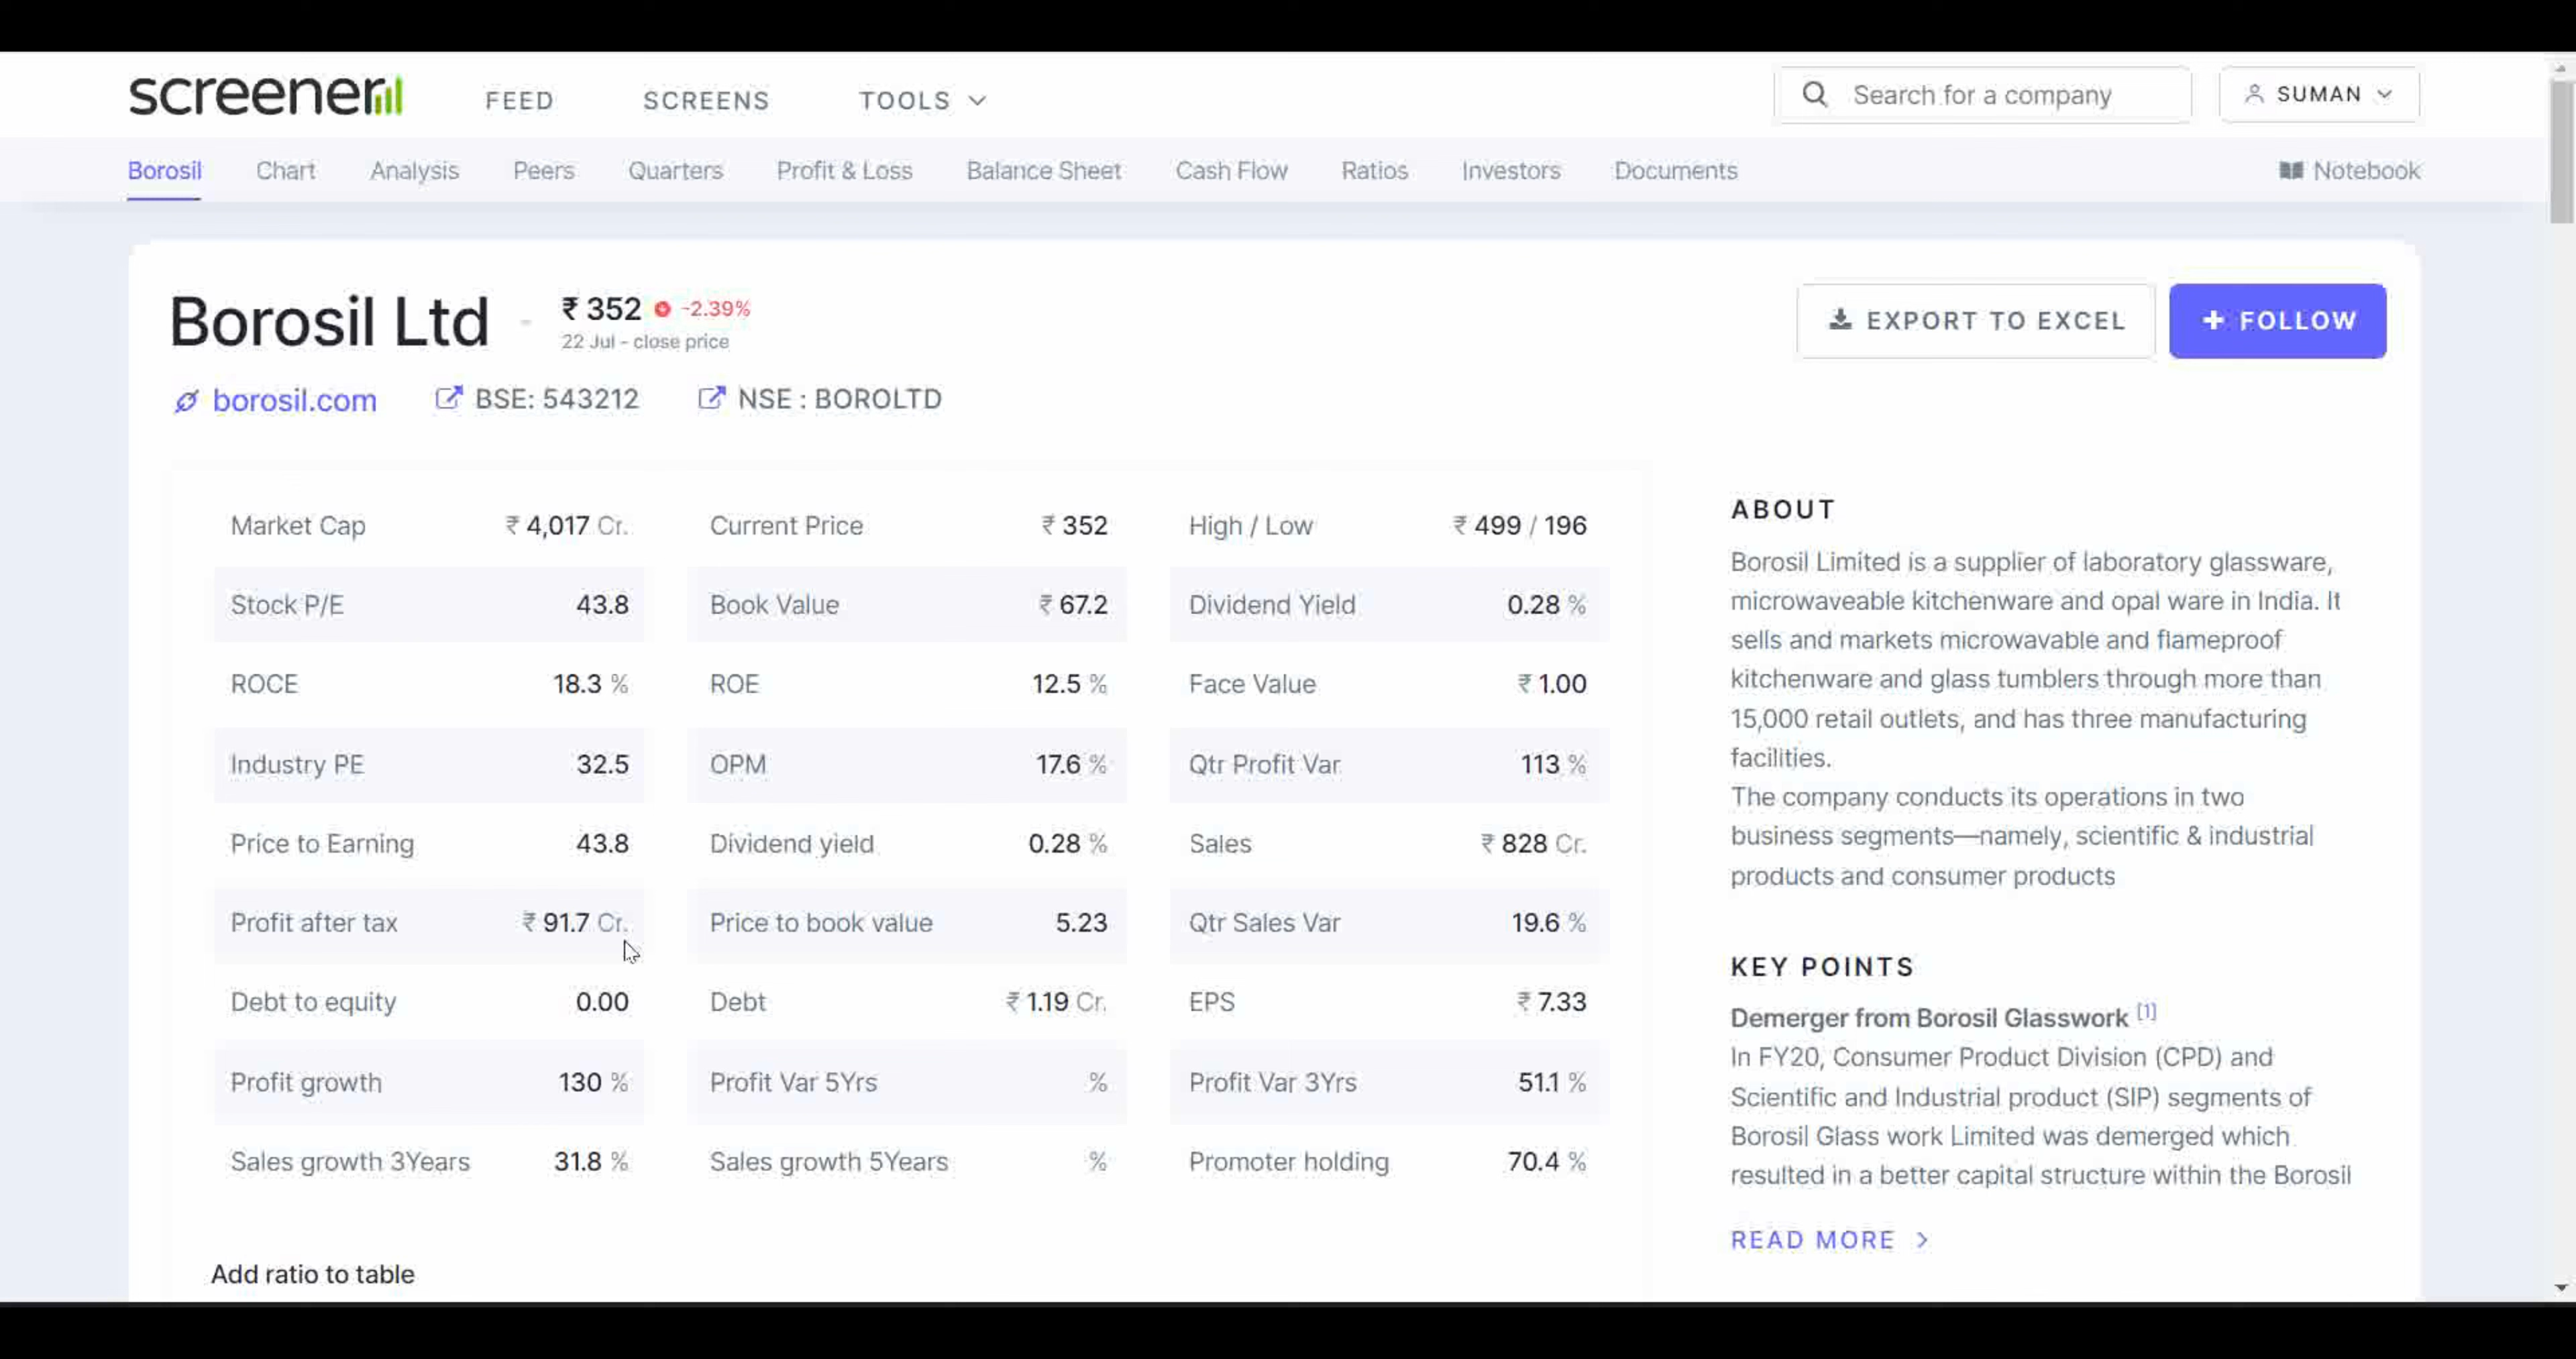 screener
FEED SCREENS TOOLS
Search for a company
SUMAN
Borosil Chart Analysis Peers Quarters Profit & Loss Balance Sheet Cash Flow Ratios Investors Documents Notebook
Borosil Ltd
₹ 352 -2.39%
22 Jul - close price
EXPORT TO EXCEL
+ FOLLOW
borosil.com BSE: 543212 NSE : BOROLTD
Market Cap ₹ 4,017 Cr. Current Price ₹ 352 High / Low ₹ 499 / 196
Stock P/E 43.8 Book Value ₹ 67.2 Dividend Yield 0.28 %
ROCE 18.3 % ROE 12.5 % Face Value ₹ 1.00
Industry PE 32.5 OPM 17.6 % Qtr Profit Var 113 %
Price to Earning 43.8 Dividend yield 0.28 % Sales ₹ 828 Cr.
Profit after tax ₹ 91.7 Cr. Price to book value 5.23 Qtr Sales Var 19.6 %
Debt to equity 0.00 Debt ₹ 1.19 Cr. EPS ₹ 7.33
Profit growth 130 % Profit Var 5Yrs % Profit Var 3Yrs 51.1 %
Sales growth 3Years 31.8 % Sales growth 5Years % Promoter holding 70.4 %
Add ratio to table
ABOUT
Borosil Limited is a supplier of laboratory glassware,
microwaveable kitchenware and opal ware in India. It
sells and markets microwavable and flameproof
kitchenware and glass tumblers through more than
15,000 retail outlets, and has three manufacturing
facilities.
The company conducts its operations in two
business segments—namely, scientific & industrial
products and consumer products
KEY POINTS
Demerger from Borosil Glasswork [1]
In FY20, Consumer Product Division (CPD) and
Scientific and Industrial product (SIP) segments of
Borosil Glass work Limited was demerged which
resulted in a better capital structure within the Borosil
READ MORE